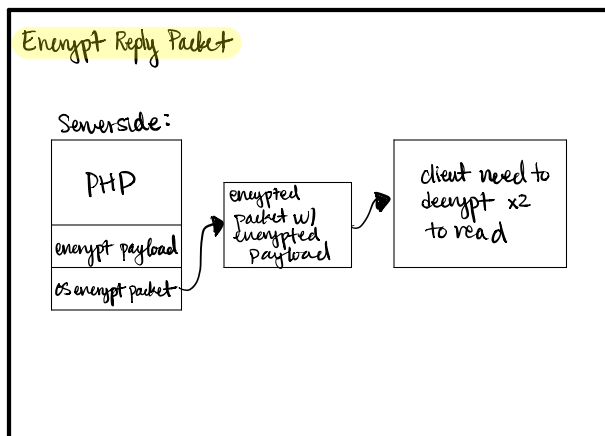 Encrypt Reply Packet
Serverside:
PHP
encrypt payload
OS encrypt packet
encypted
packet w/
encrypted
payload
client need to
decrypt x2
to read